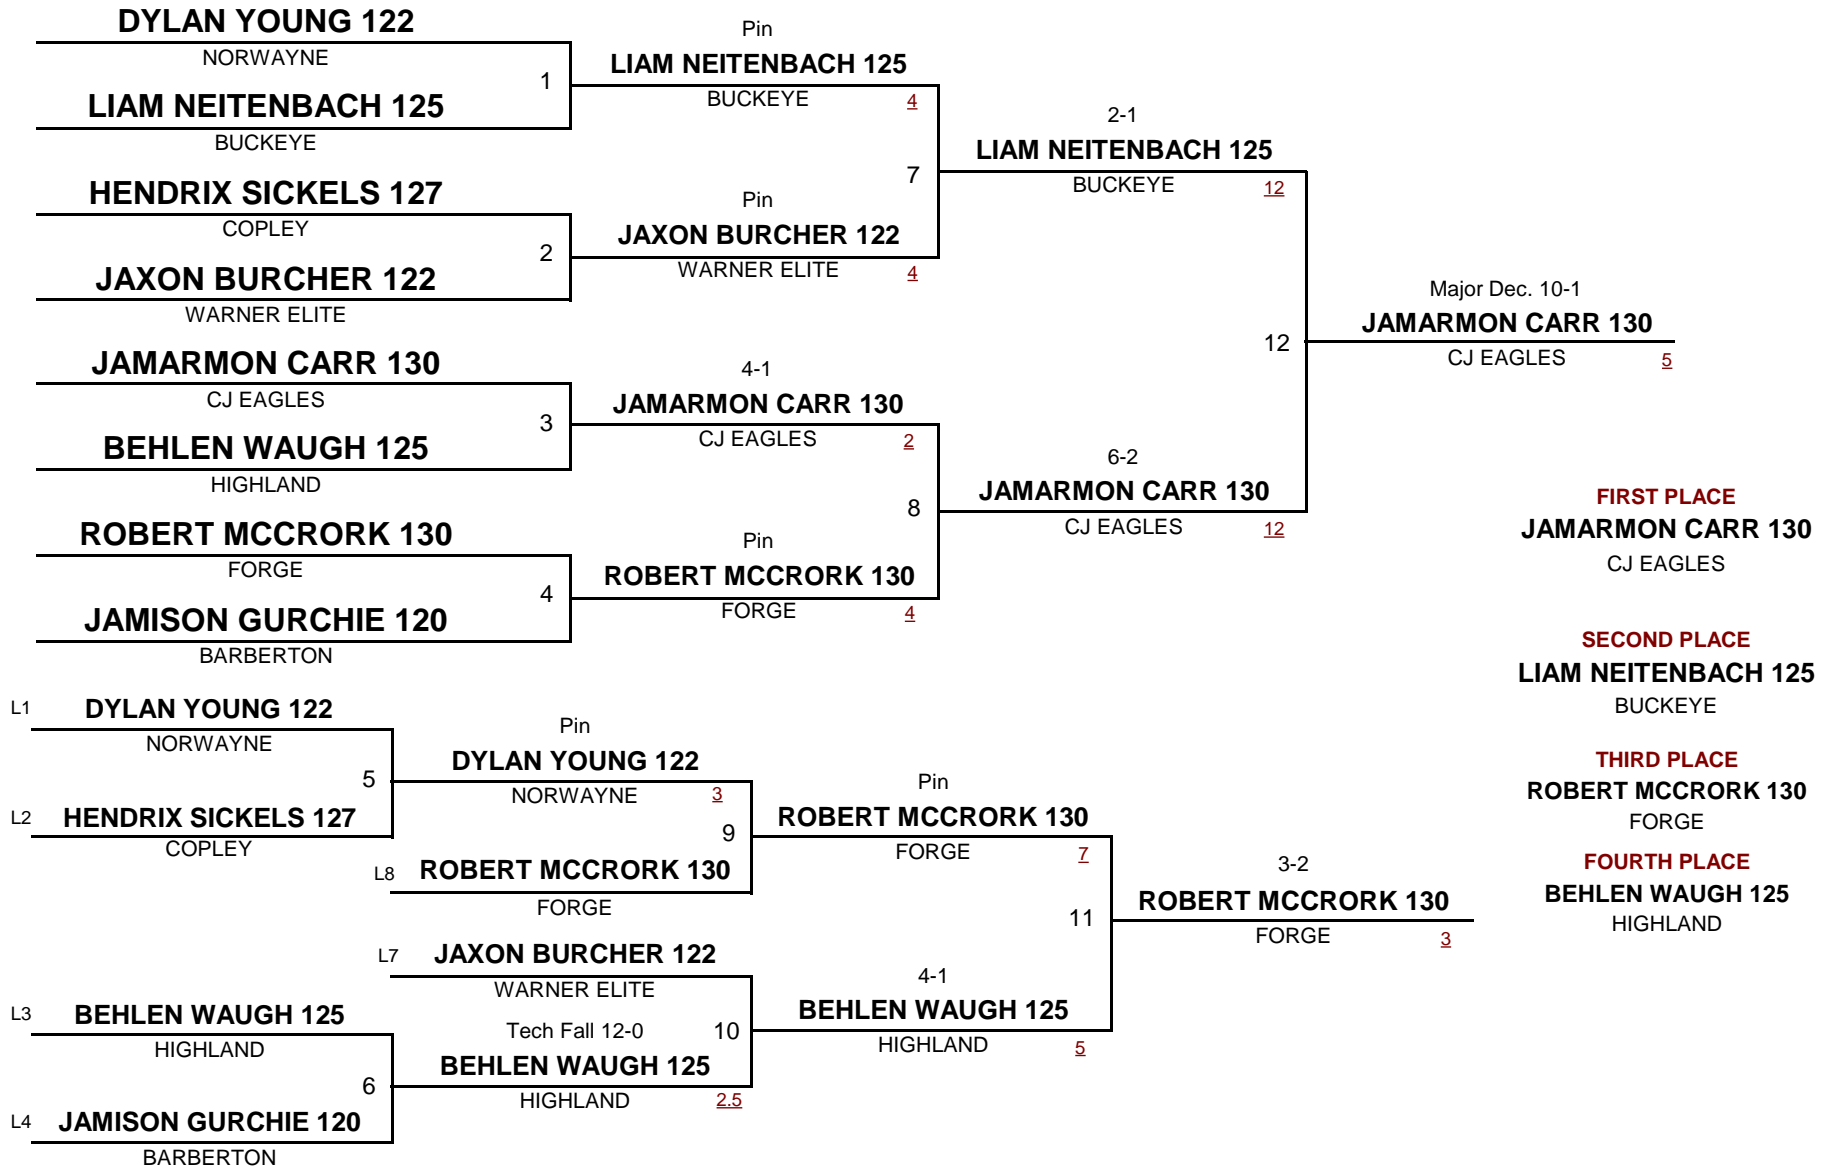 DYLAN YOUNG 122
NORWAYNE
1
LIAM NEITENBACH 125
BUCKEYE
HENDRIX SICKELS 127
COPLEY
2
JAXON BURCHER 122
WARNER ELITE
JAMARMON CARR 130
CJ EAGLES
3
BEHLEN WAUGH 125
HIGHLAND
ROBERT MCCRORK 130
FORGE
4
JAMISON GURCHIE 120
BARBERTON
Pin
LIAM NEITENBACH 125
BUCKEYE 4
7
Pin
JAXON BURCHER 122
WARNER ELITE 4
4-1
JAMARMON CARR 130
CJ EAGLES 2
8
Pin
ROBERT MCCRORK 130
FORGE 4
2-1
LIAM NEITENBACH 125
BUCKEYE 12
12
6-2
JAMARMON CARR 130
CJ EAGLES 12
Major Dec. 10-1
JAMARMON CARR 130
CJ EAGLES 5
L1 DYLAN YOUNG 122
NORWAYNE
5
L2 HENDRIX SICKELS 127
COPLEY
L3 BEHLEN WAUGH 125
HIGHLAND
6
L4 JAMISON GURCHIE 120
BARBERTON
Pin
DYLAN YOUNG 122
NORWAYNE 3
9
L8 ROBERT MCCRORK 130
FORGE
L7 JAXON BURCHER 122
WARNER ELITE
Tech Fall 12-0 10
BEHLEN WAUGH 125
HIGHLAND 2.5
Pin
ROBERT MCCRORK 130
FORGE 7
11
4-1
BEHLEN WAUGH 125
HIGHLAND 5
3-2
ROBERT MCCRORK 130
FORGE 3
FIRST PLACE
JAMARMON CARR 130
CJ EAGLES
SECOND PLACE
LIAM NEITENBACH 125
BUCKEYE
THIRD PLACE
ROBERT MCCRORK 130
FORGE
FOURTH PLACE
BEHLEN WAUGH 125
HIGHLAND